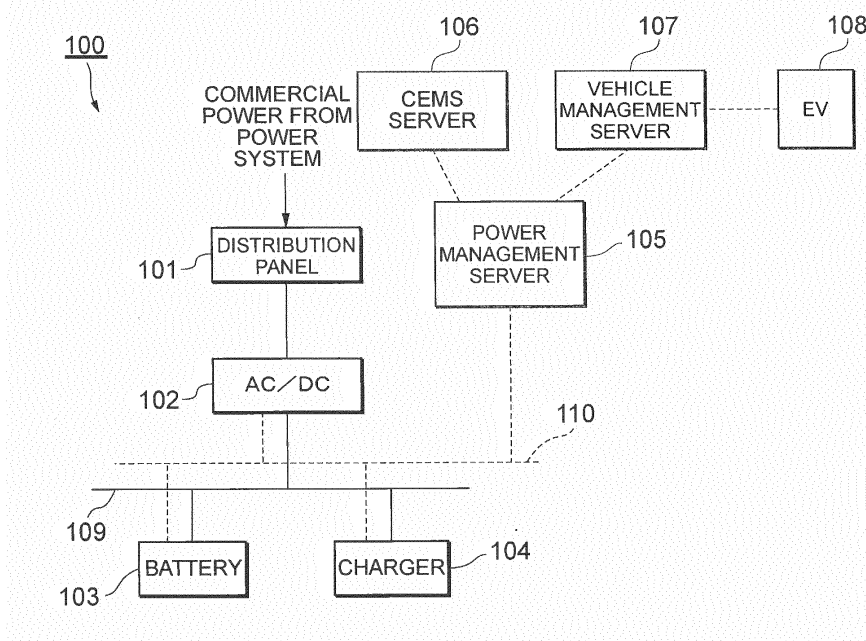 100
106
107
108
COMMERCIAL
POWER FROM
POWER
SYSTEM
CEMS
SERVER
VEHICLE
MANAGEMENT
SERVER
EV
101
DISTRIBUTION
PANEL
POWER
MANAGEMENT
SERVER
105
102
AC/DC
110
109
103
BATTERY
CHARGER
104